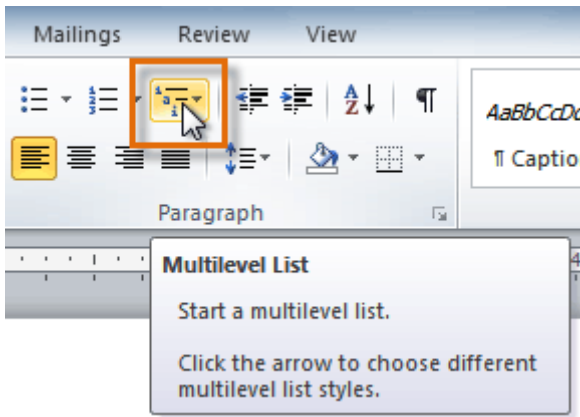 Mailings Review View
AaBbCcDc
¶ Captio
Paragraph
Multilevel List
Start a multilevel list.
Click the arrow to choose different
multilevel list styles.